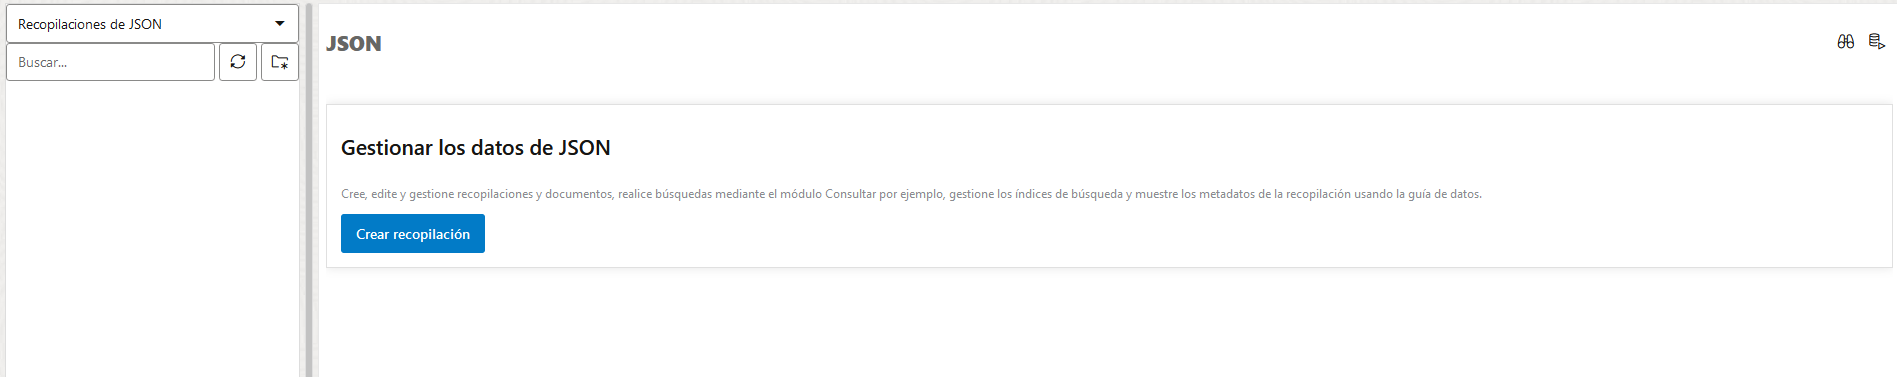 Recopilaciones de JSON
Buscar...
JSON
Gestionar los datos de JSON
Cree, edite y gestione recopilaciones y documentos, realice búsquedas mediante el módulo Consultar por ejemplo, gestione los índices de búsqueda y muestre los metadatos de la recopilación usando la guía de datos.
Crear recopilación